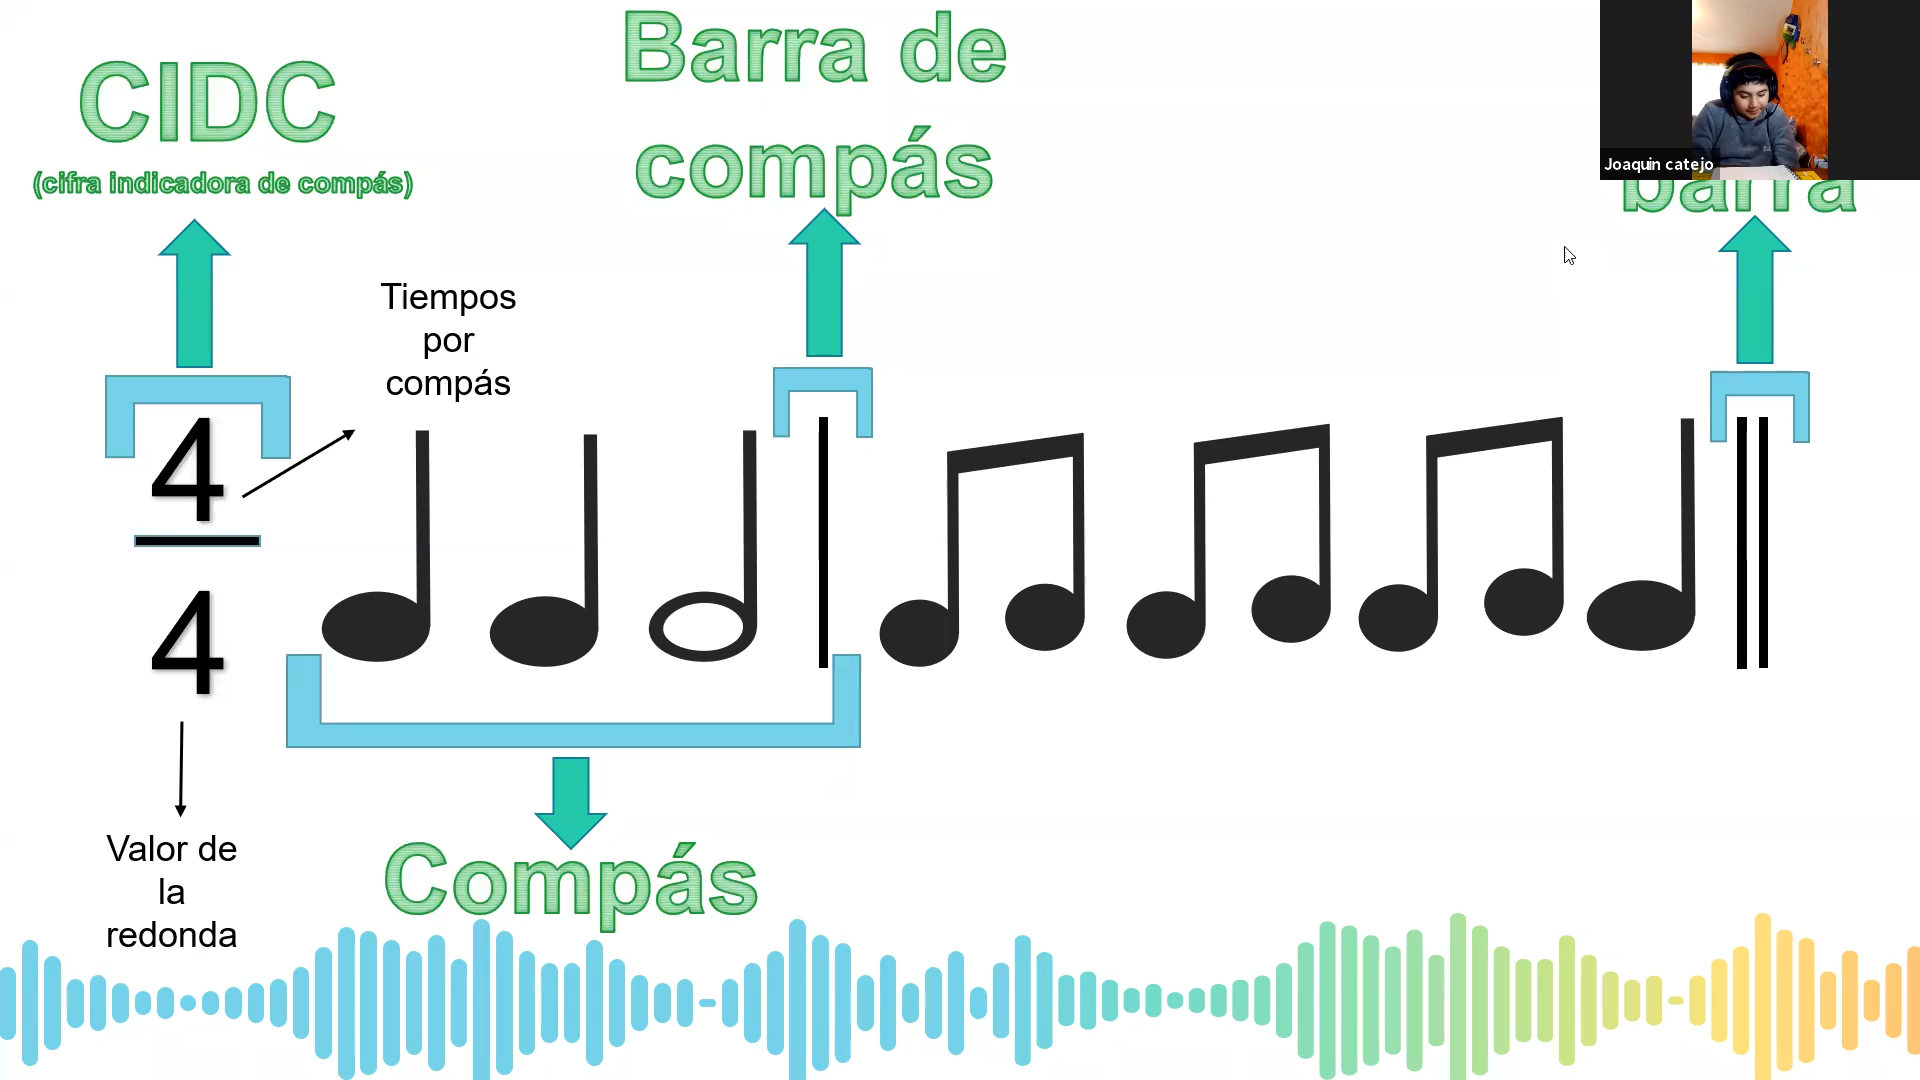 CIDC
(cifra indicadora de compás)
Barra de
compás
Joaquin catejo
barra
Tiempos
por
compás
4
4
Valor de
la
redonda
Compás